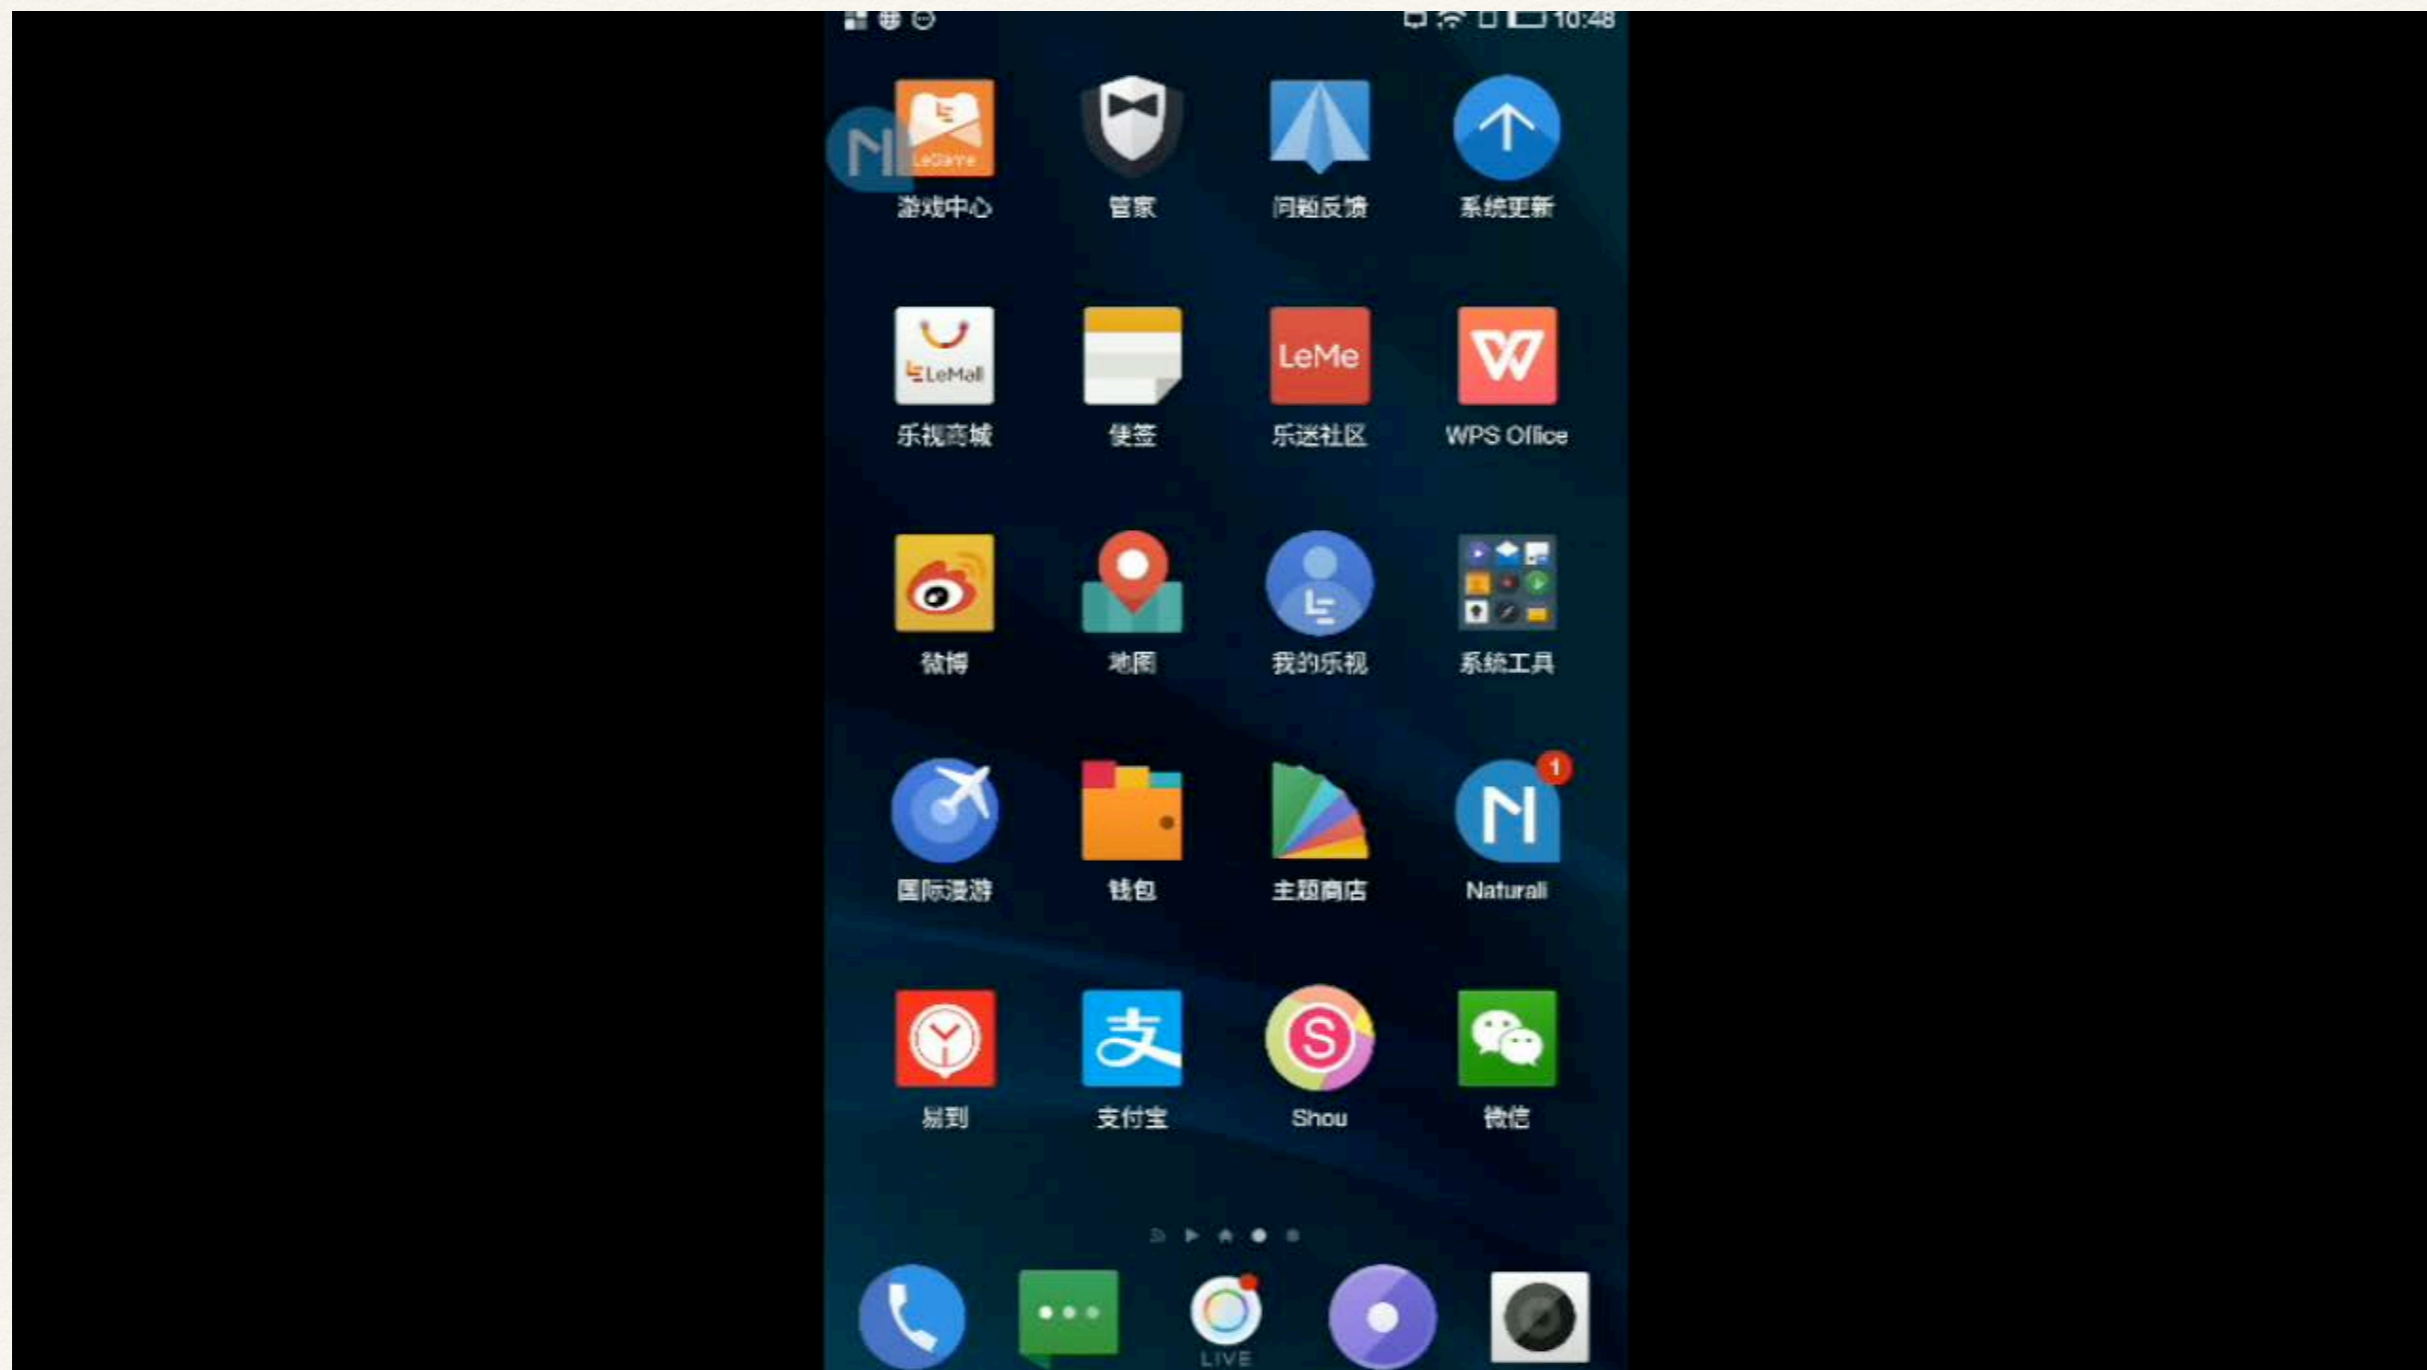 10:48
LeGame
游戏中心
管家
问题反馈
系统更新
LeMall
LeMe
乐视商城
便签
乐迷社区
WPS Office
微博
地图
我的乐视
系统工具
1
国际漫游
钱包
主题商店
Naturali
支
S
易到
支付宝
Shou
微信
LIVE